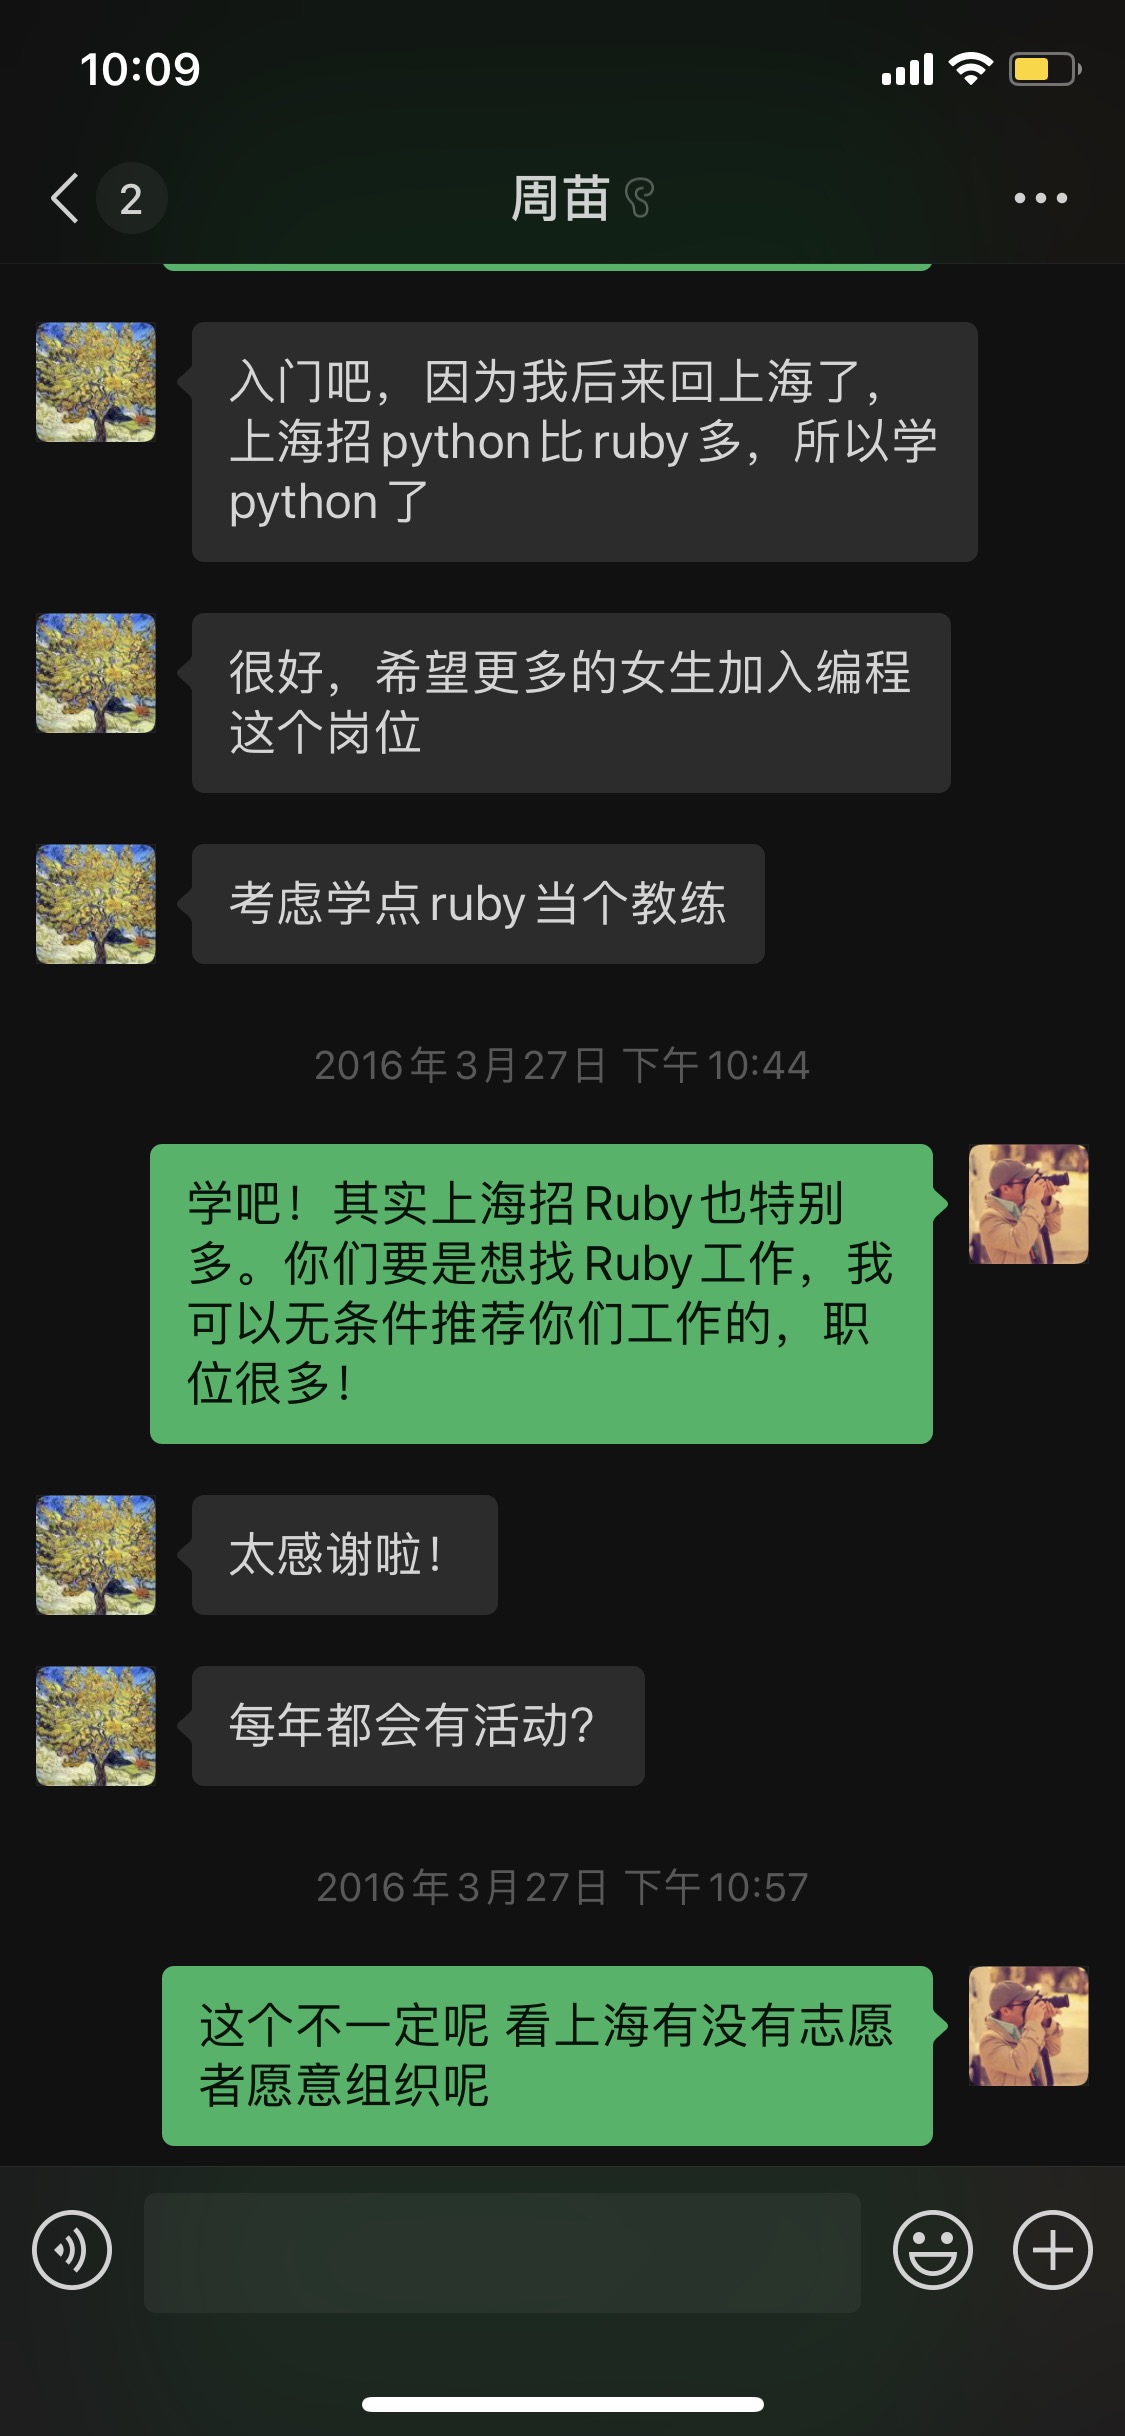 10:09
2
周苗
入门吧，因为我后来回上海了，
上海招python比ruby多，所以学
python了
很好，希望更多的女生加入编程
这个岗位
考虑学点ruby当个教练
2016年3月27日 下午10:44
学吧！其实上海招Ruby也特别
多。你们要是想找Ruby工作，我
可以无条件推荐你们工作的，职
位很多！
太感谢啦！
每年都会有活动？
2016年3月27日 下午10:57
这个不一定呢 看上海有没有志愿
者愿意组织呢